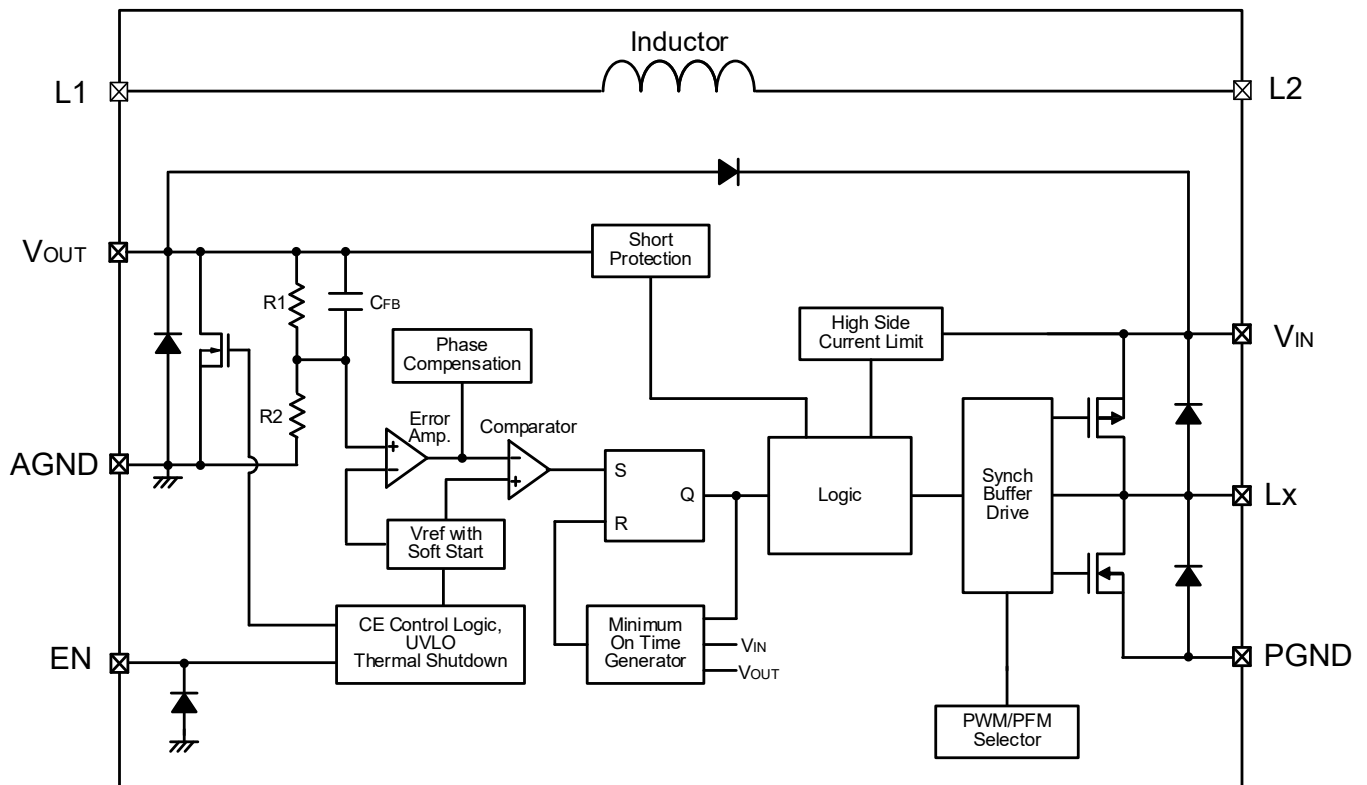 Inductor
L1
L2
VOUT
Short
Protection
R1
CFB
High Side
Current Limit
VIN
Phase
Compensation
R2
Error
Amp.
Comparator
AGND
+
−
−
+
S
Q
R
Logic
Synch
Buffer
Drive
Lx
Vref with
Soft Start
CE Control Logic,
UVLO
Thermal Shutdown
Minimum
On Time
Generator
VIN
VOUT
EN
PGND
PWM/PFM
Selector